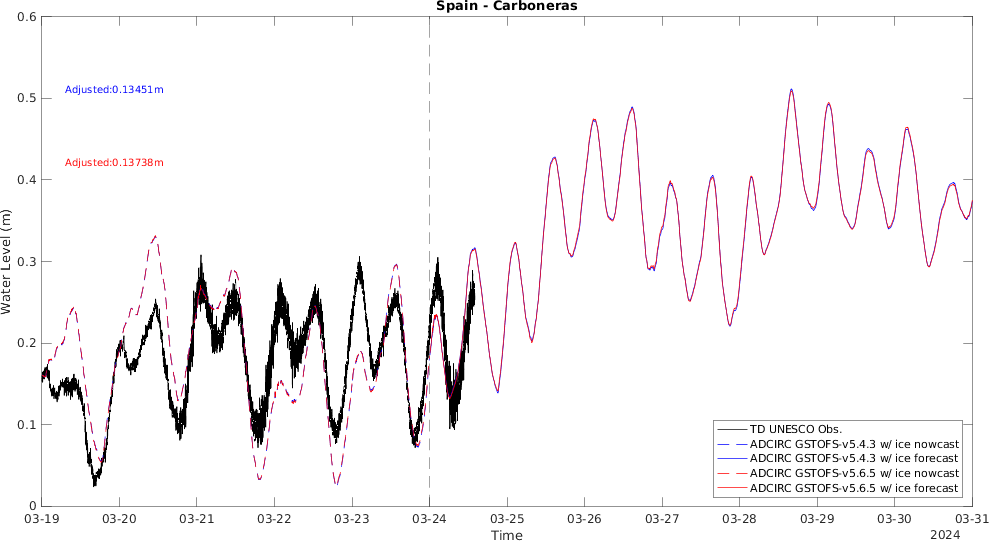 Spain - Carboneras
0.6
0.5
0.4
0.3
0.2
0.1
0
Water Level (m)
Adjusted:0.13451m
Adjusted:0.13738m
TD UNESCO Obs.
ADCIRC GSTOFS-v5.4.3 w/ ice nowcast
ADCIRC GSTOFS-v5.4.3 w/ ice forecast
ADCIRC GSTOFS-v5.6.5 w/ ice nowcast
ADCIRC GSTOFS-v5.6.5 w/ ice forecast
03-19 03-20 03-21 03-22 03-23 03-24 03-25 03-26 03-27 03-28 03-29 03-30 03-31
Time
2024